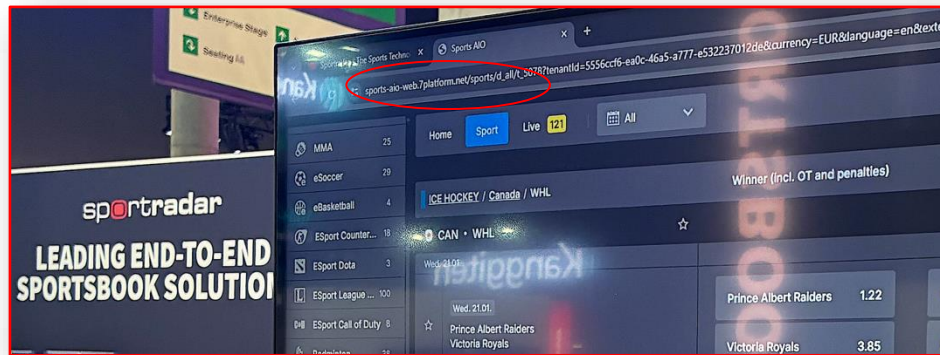 Enterprise Stage
Seating
sportradar
LEADING END-TO-END
SPORTSBOOK
The Sports
Sports AIO
sports-aio-web.7platform.net/sports/d_all/t_5078?tenantId=5556ccf6-ea0c-46a5-a777-e532237012de&currency=EUR&language=en&exte
Home
Sport
Live 121
All
MMA 25
eSoccer 29
eBasketball 4
ESport Counter... 18
ESport Dota 3
ESport League ... 100
ESport Call of Duty 8
ICE HOCKEY / Canada / WHL
Winner (incl. OT and penalties)
CAN • WHL
Wed. 21.01.
Wed. 21.01.
Prince Albert Raiders
Victoria Royals
Prince Albert Raiders 1.22
Victoria Royals 3.85
Kanggiten